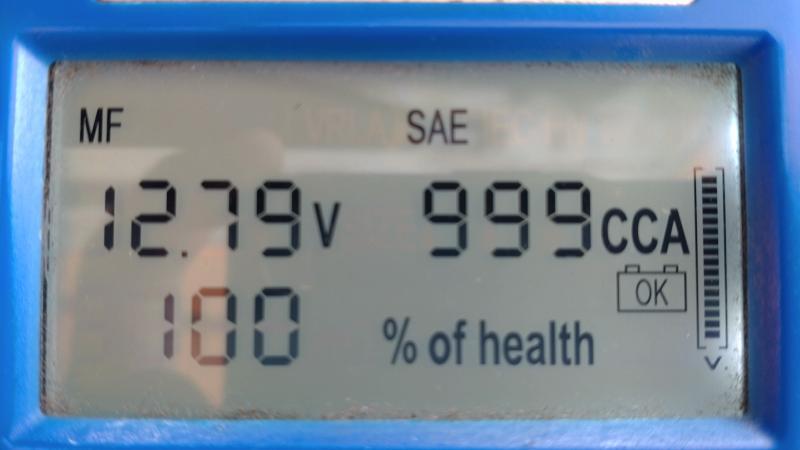 MF SAE
12.79V 999CCA
OK
100 % of health